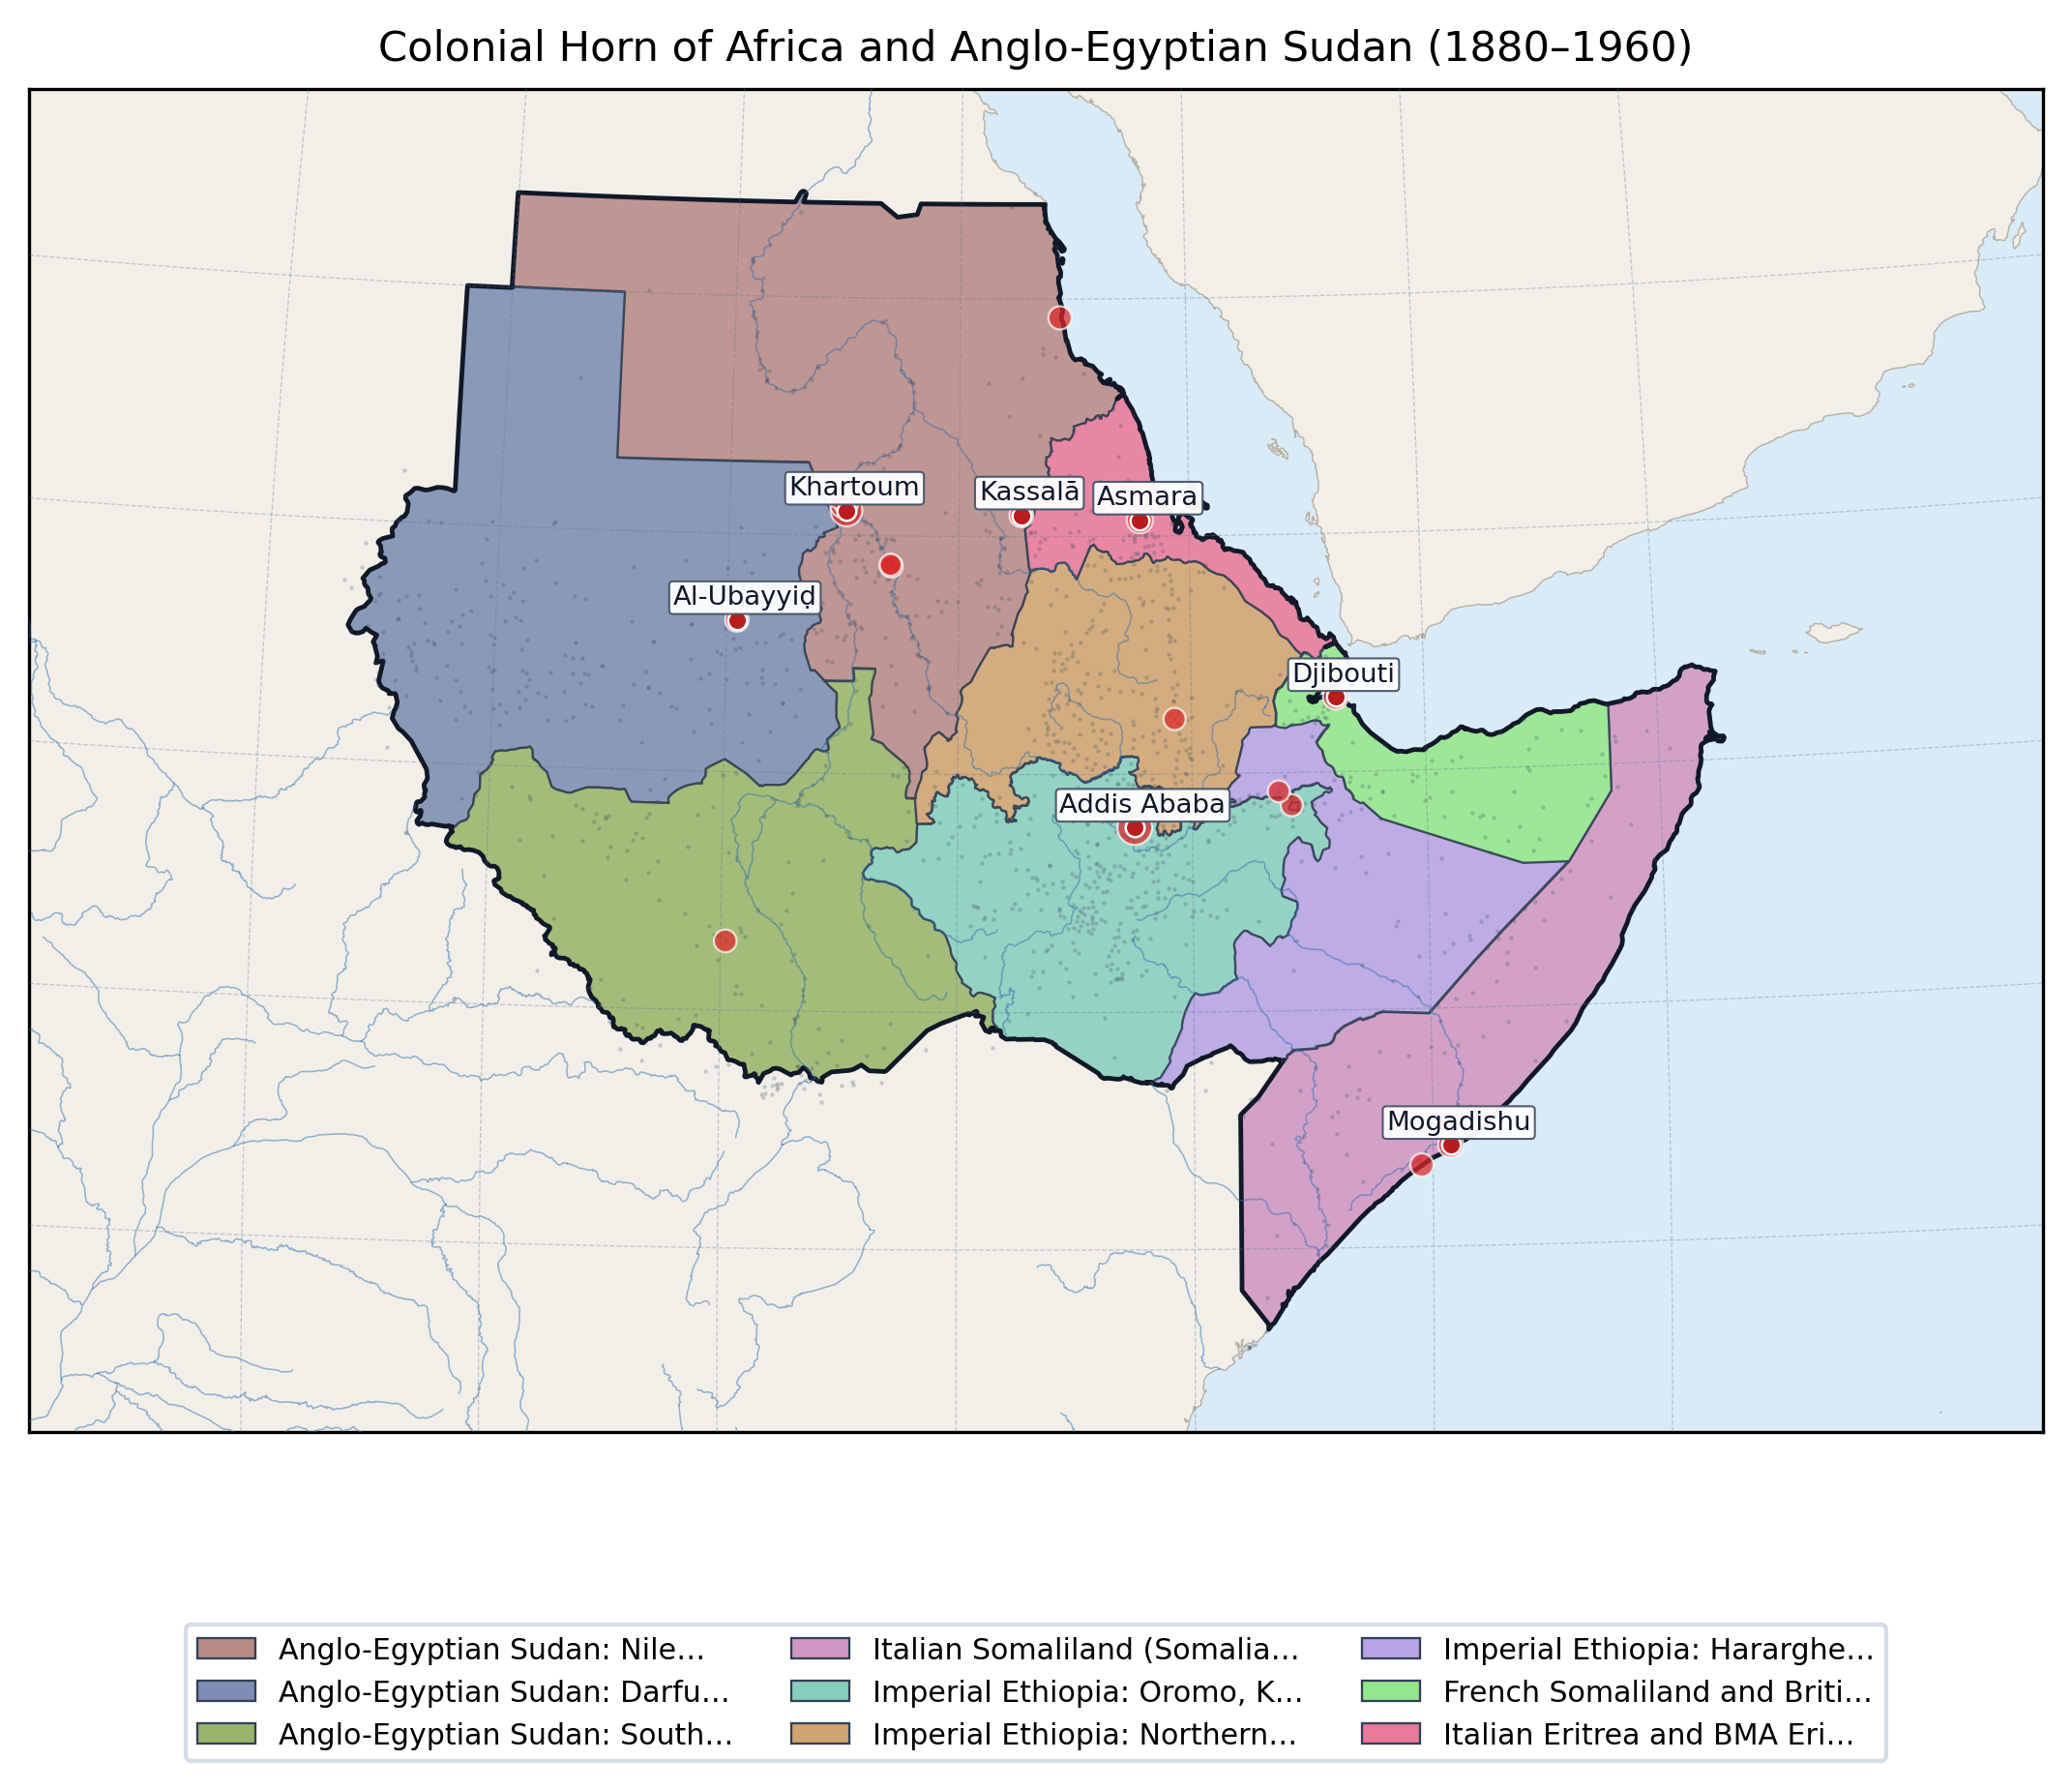 Colonial Horn of Africa and Anglo-Egyptian Sudan (1880–1960)
Khartoum
Kassalā
Asmara
Al-Ubayyiḍ
Djibouti
Addis Ababa
Mogadishu
Anglo-Egyptian Sudan: Nile...
Anglo-Egyptian Sudan: Darfu...
Anglo-Egyptian Sudan: South...
Italian Somaliland (Somalia...
Imperial Ethiopia: Oromo, K...
Imperial Ethiopia: Northern...
Imperial Ethiopia: Hararghe...
French Somaliland and Briti...
Italian Eritrea and BMA Eri...